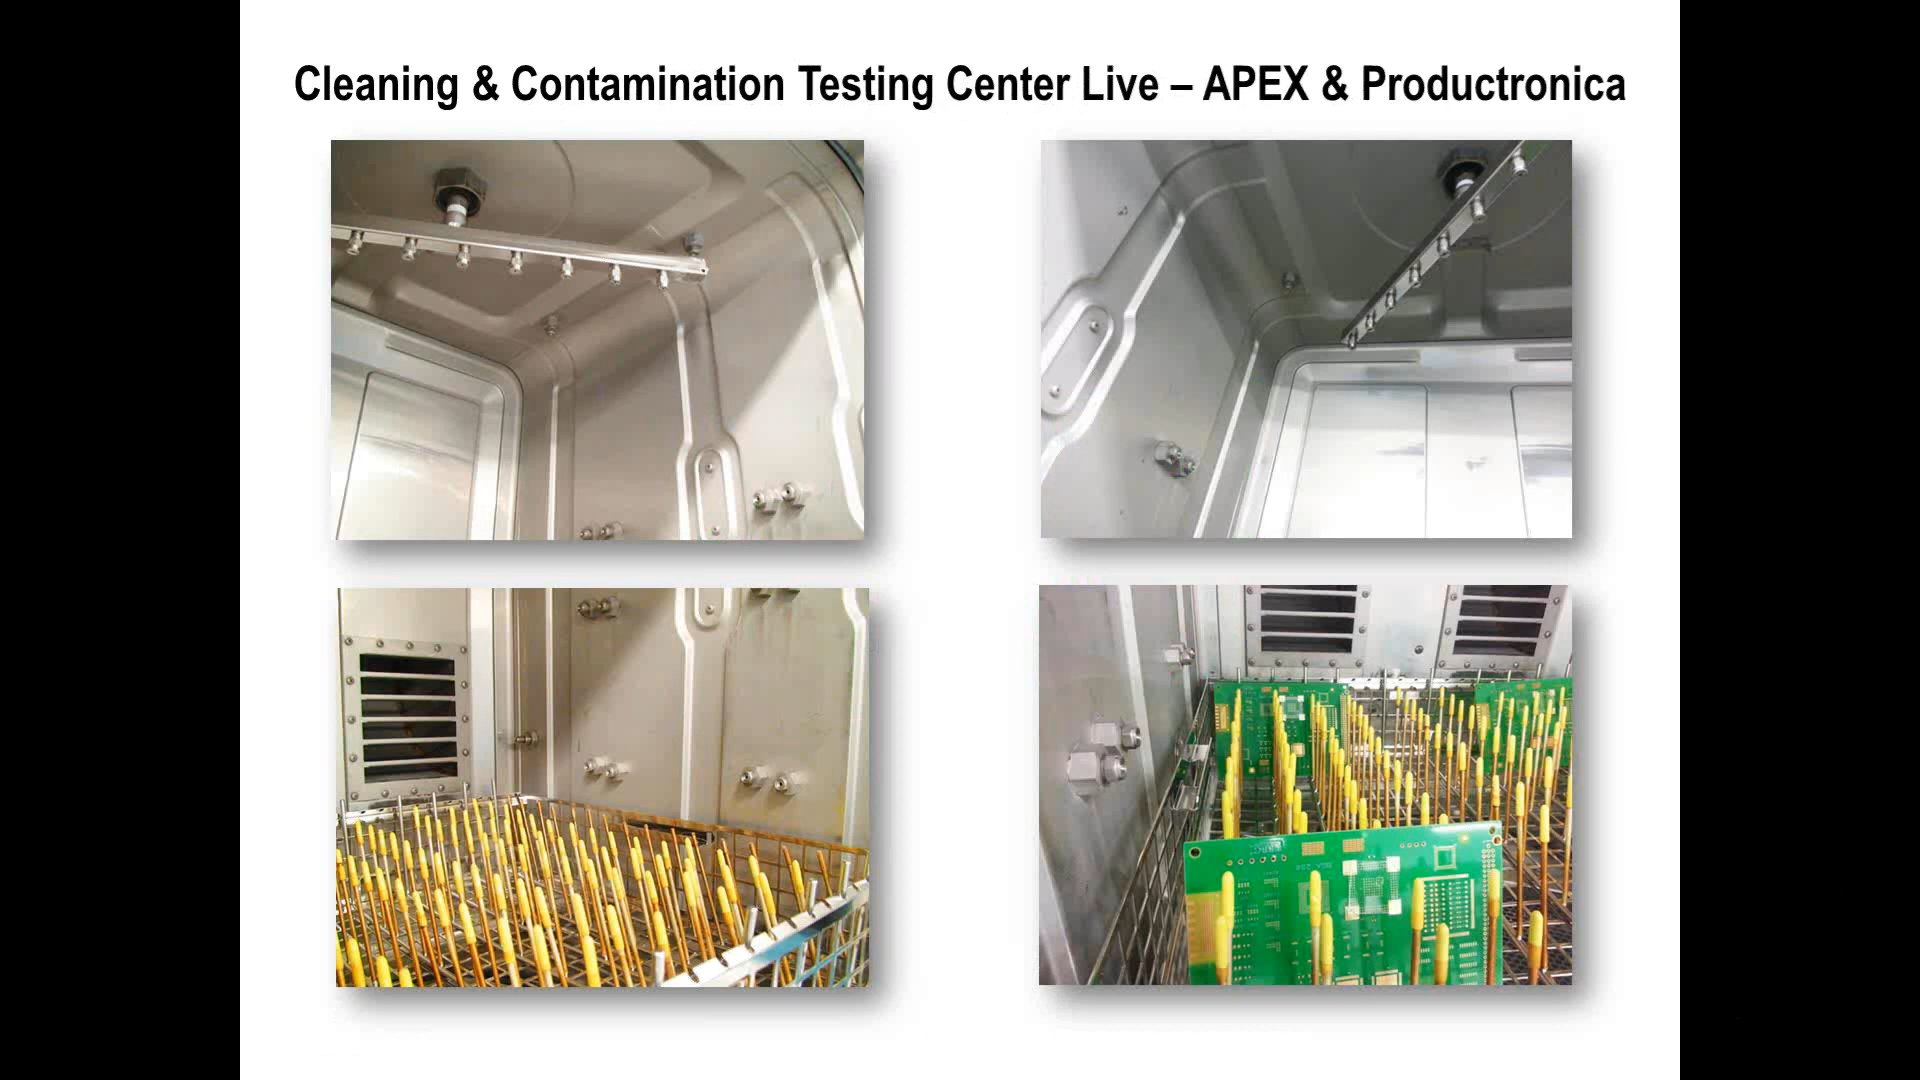 Cleaning & Contamination Testing Center Live – APEX & Productronica